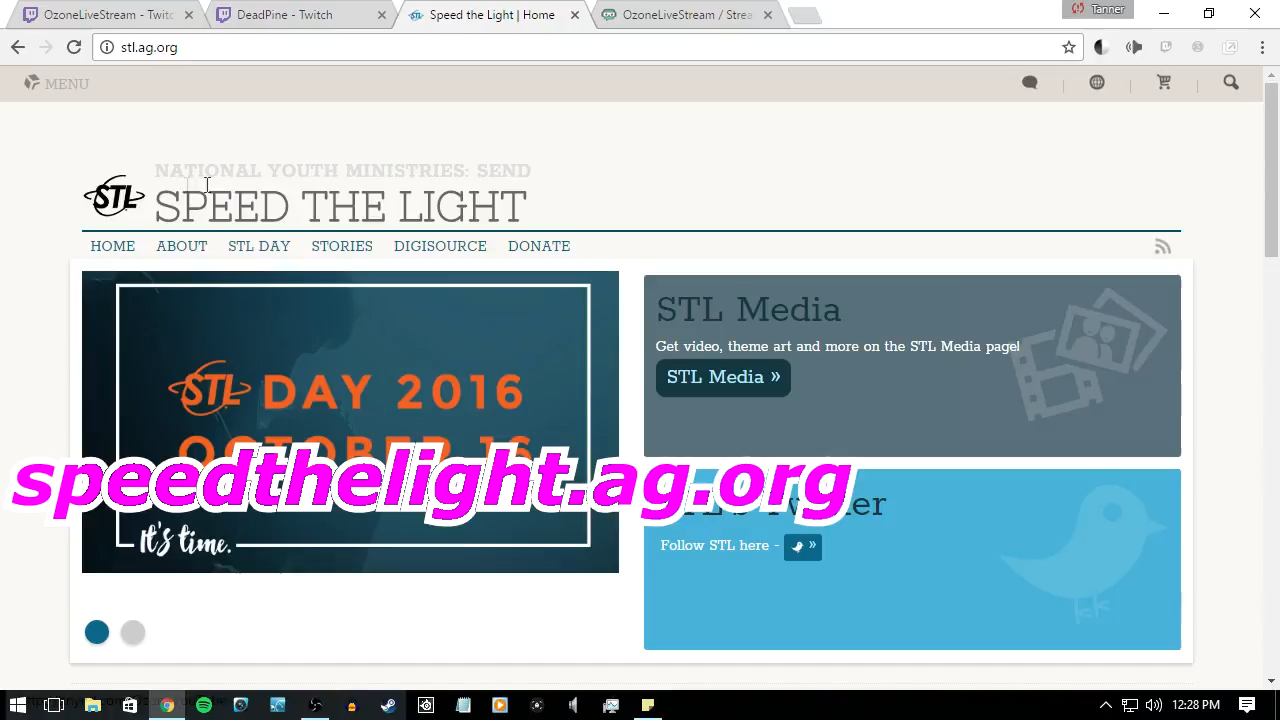 OzoneLiveStream - Twitc
DeadPine - Twitch
Speed the Light | Home
OzoneLiveStream / Strea
Tanner
stl.ag.org
MENU
NATIONAL YOUTH MINISTRIES: SEND
STL
SPEED THE LIGHT
HOME ABOUT STL DAY STORIES DIGISOURCE DONATE
STL DAY 2016
OCTOBER 16
It's time.
STL Media
Get video, theme art and more on the STL Media page!
STL Media »
speedthelight.ag.org
Follow STL here - »
12:28 PM